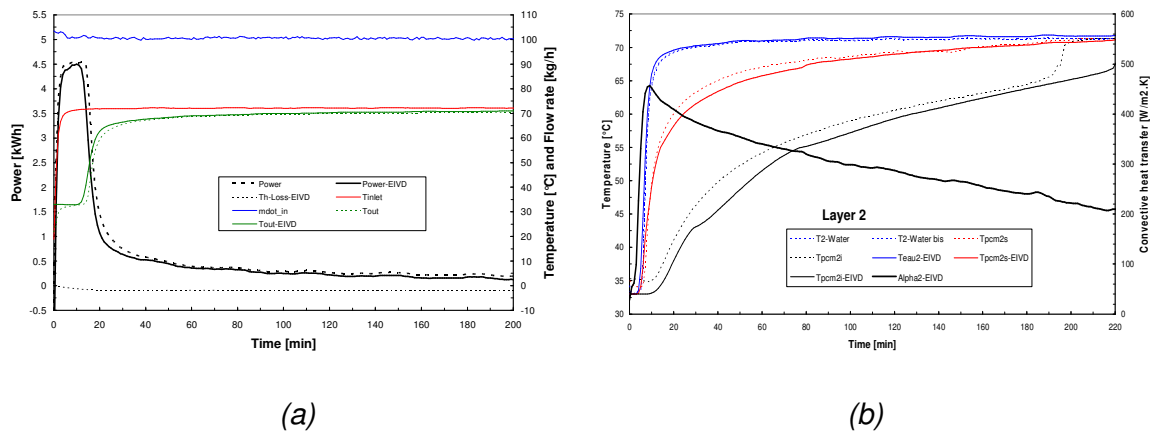 5.5
5
4.5
4
3.5
3
2.5
2
1.5
1
0.5
0
-0.5
Power [kWh]
110
100
90
80
70
60
50
40
30
20
10
0
-10
Temperature [°C] and Flow rate [kg/h]
Power Power-EIVD
Th-Loss-EIVD Tinlet
mdot_in Tout
Tout-EIVD
0 20 40 60 80 100 120 140 160 180 200
Time [min]
(a)
75
70
65
60
55
50
45
40
35
30
Temperature [°C]
600
500
400
300
200
100
0
Convective heat transfer [W/m2.K]
Layer 2
T2-Water T2-Water bis Tpcm2s
Tpcm2i Teau2-EIVD Tpcm2s-EIVD
Tpcm2i-EIVD Alpha2-EIVD
0 20 40 60 80 100 120 140 160 180 200 220
Time [min]
(b)